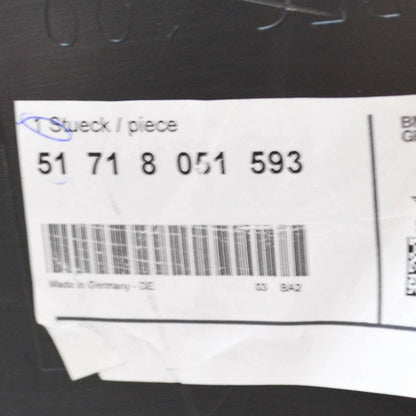 1 Stueck / piece
51 71 8 051 593
Made in Germany - DE 03 BA2